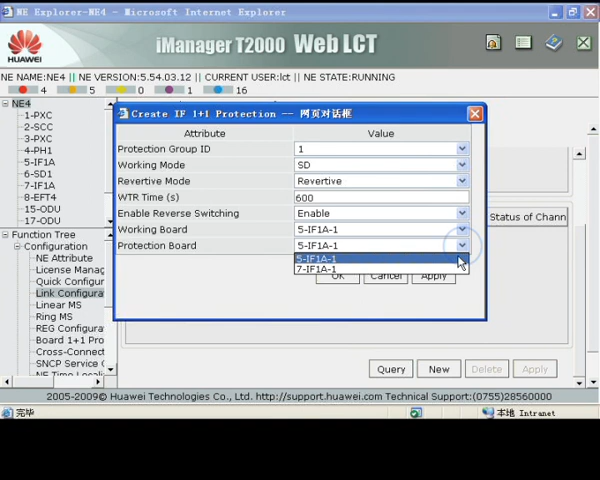 NE Explorer-NE4 - Microsoft Internet Explorer
HUAWEI
iManager T2000 Web LCT
NE NAME:NE4 || NE VERSION:5.54.03.12 || CURRENT USER:lct || NE STATE:RUNNING
4 5 0 1 16
NE4
1-PXC
2-SCC
3-PXC
4-PH1
5-IF1A
6-SD1
7-IF1A
8-EFT4
15-ODU
17-ODU
Function Tree
Configuration
NE Attribute
License Manag
Quick Configura
Link Configura
Linear MS
Ring MS
REG Configura
Board 1+1 Pro
Cross-Connect
SNCP Service C
NE Time Locali
Create IF 1+1 Protection -- 网页对话框
Attribute Value
Protection Group ID 1
Working Mode SD
Revertive Mode Revertive
WTR Time (s) 600
Enable Reverse Switching Enable
Working Board 5-IF1A-1
Protection Board 5-IF1A-1
5-IF1A-1
7-IF1A-1
OK Cancel Apply
Status of Chann
Query New Delete Apply
2005-2009© Huawei Technologies Co., Ltd. http://support.huawei.com Technical Support:(0755)28560000
完毕 本地 Intranet